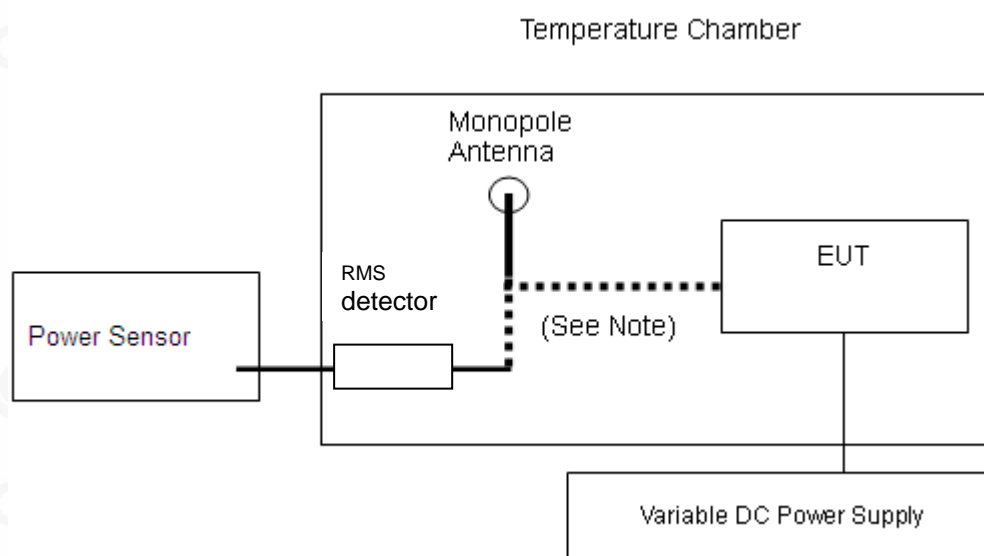 Temperature Chamber
Monopole
Antenna
EUT
RMS
detector
(See Note)
Power Sensor
Variable DC Power Supply